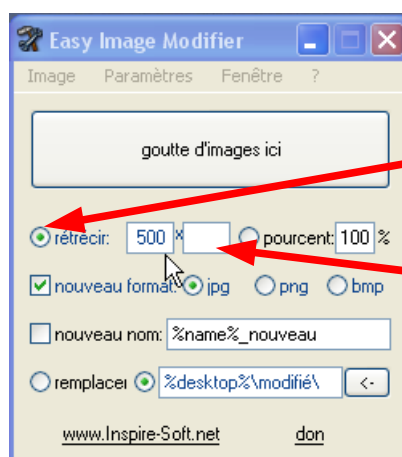 Easy Image Modifier
Image Paramètres Fenêtre ?
goutte d'images ici
rétrécir: 500 x pourcent: 100 %
nouveau format: jpg png bmp
nouveau nom: %name%_nouveau
remplacer %desktop%\modifié\ <-
www.Inspire-Soft.net don